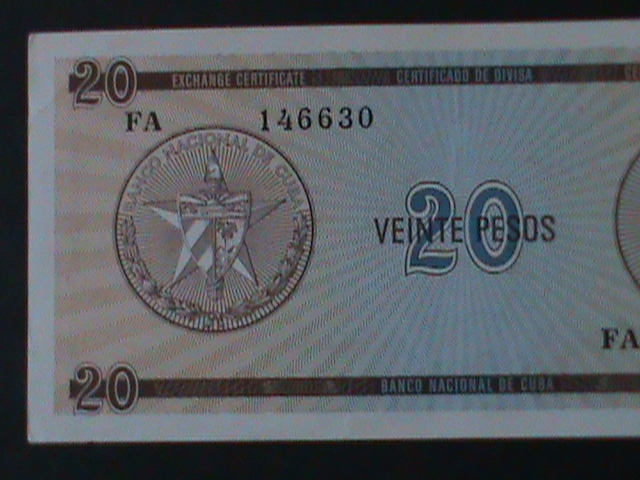 20 EXCHANGE CERTIFICATE CERTIFICADO DE DIVISA
FA 146630
BANCO NACIONAL DE CUBA
20
VEINTE PESOS
FA
20 BANCO NACIONAL DE CUBA